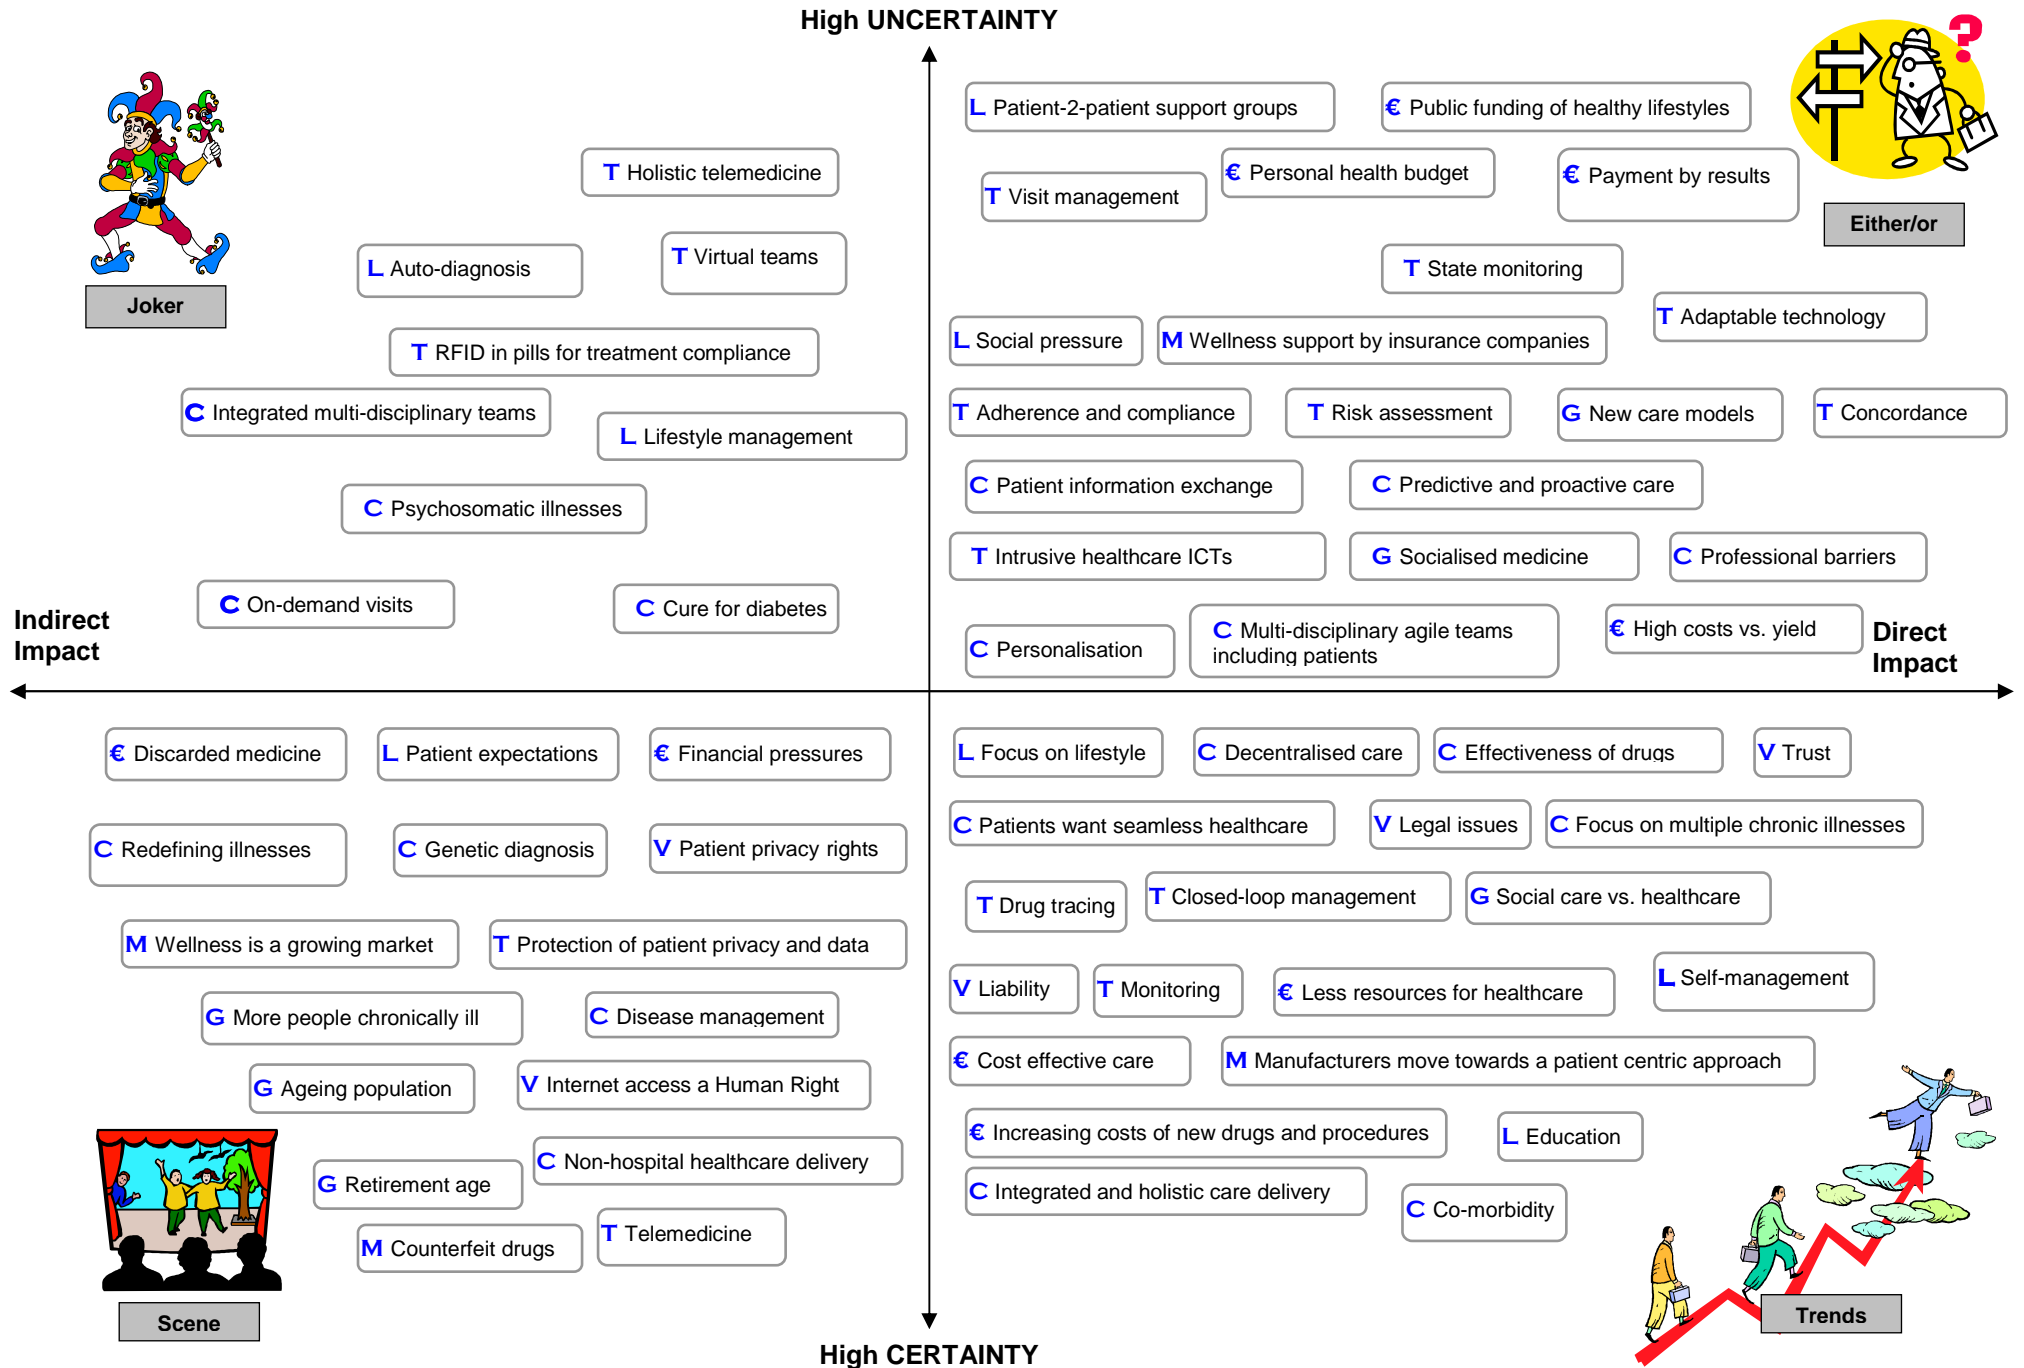 High UNCERTAINTY
?
L Patient-2-patient support groups
€ Public funding of healthy lifestyles
T Holistic telemedicine
€ Personal health budget
€ Payment by results
T Visit management
Either/or
L Auto-diagnosis
T Virtual teams
T State monitoring
Joker
T Adaptable technology
L Social pressure
M Wellness support by insurance companies
T RFID in pills for treatment compliance
C Integrated multi-disciplinary teams
T Adherence and compliance
T Risk assessment
G New care models
T Concordance
L Lifestyle management
C Patient information exchange
C Predictive and proactive care
C Psychosomatic illnesses
T Intrusive healthcare ICTs
G Socialised medicine
C Professional barriers
C On-demand visits
C Cure for diabetes
Indirect
Impact
C Personalisation
C Multi-disciplinary agile teams
including patients
€ High costs vs. yield
Direct
Impact
€ Discarded medicine
L Patient expectations
€ Financial pressures
L Focus on lifestyle
C Decentralised care
C Effectiveness of drugs
V Trust
C Patients want seamless healthcare
V Legal issues
C Focus on multiple chronic illnesses
C Redefining illnesses
C Genetic diagnosis
V Patient privacy rights
T Drug tracing
T Closed-loop management
G Social care vs. healthcare
M Wellness is a growing market
T Protection of patient privacy and data
V Liability
T Monitoring
€ Less resources for healthcare
L Self-management
G More people chronically ill
C Disease management
€ Cost effective care
M Manufacturers move towards a patient centric approach
G Ageing population
V Internet access a Human Right
€ Increasing costs of new drugs and procedures
L Education
C Non-hospital healthcare delivery
G Retirement age
C Integrated and holistic care delivery
C Co-morbidity
M Counterfeit drugs
T Telemedicine
Scene
Trends
High CERTAINTY